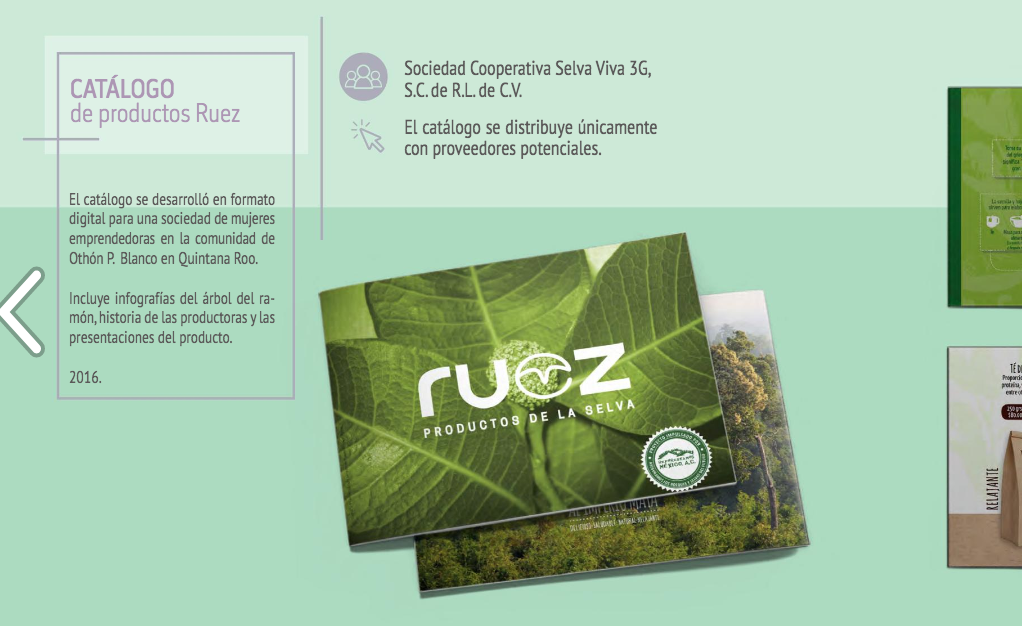 CATÁLOGO
de productos Ruez
El catálogo se desarrolló en formato
digital para una sociedad de mujeres
emprendedoras en la comunidad de
Othón P. Blanco en Quintana Roo.
Incluye infografías del árbol del ra-
món, historia de las productoras y las
presentaciones del producto.
2016.
Sociedad Cooperativa Selva Viva 3G,
S.C. de R.L. de C.V.
El catálogo se distribuye únicamente
con proveedores potenciales.
ruez
PRODUCTOS DE LA SELVA
MÉXICO, A.C.
RELAJANTE